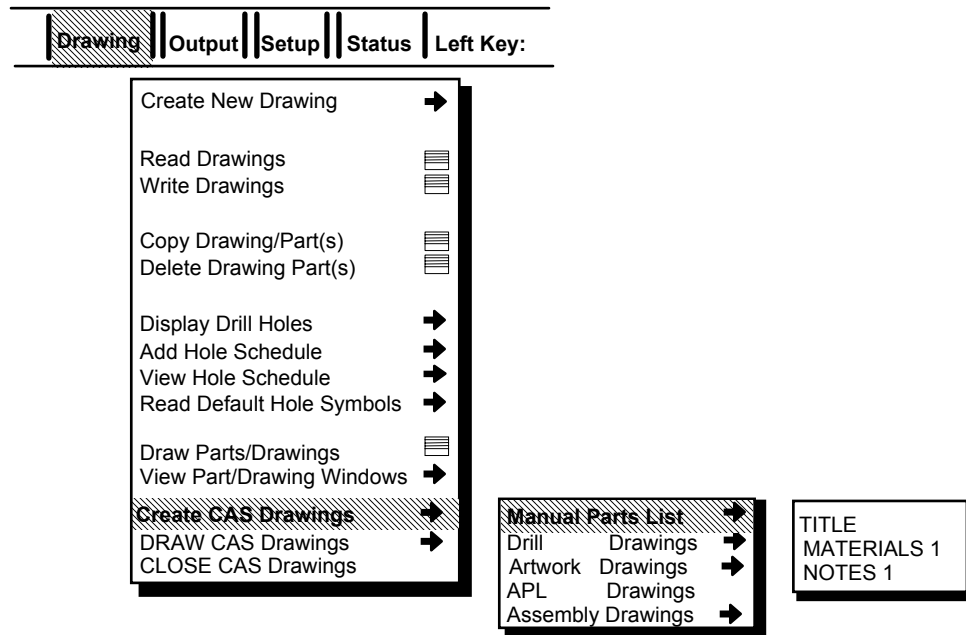 Drawing Output Setup Status Left Key:
Create New Drawing
Read Drawings
Write Drawings
Copy Drawing/Part(s)
Delete Drawing Part(s)
Display Drill Holes
Add Hole Schedule
View Hole Schedule
Read Default Hole Symbols
Draw Parts/Drawings
View Part/Drawing Windows
Create CAS Drawings
DRAW CAS Drawings
CLOSE CAS Drawings
Manual Parts List
Drill Drawings
Artwork Drawings
APL Drawings
Assembly Drawings
TITLE
MATERIALS 1
NOTES 1